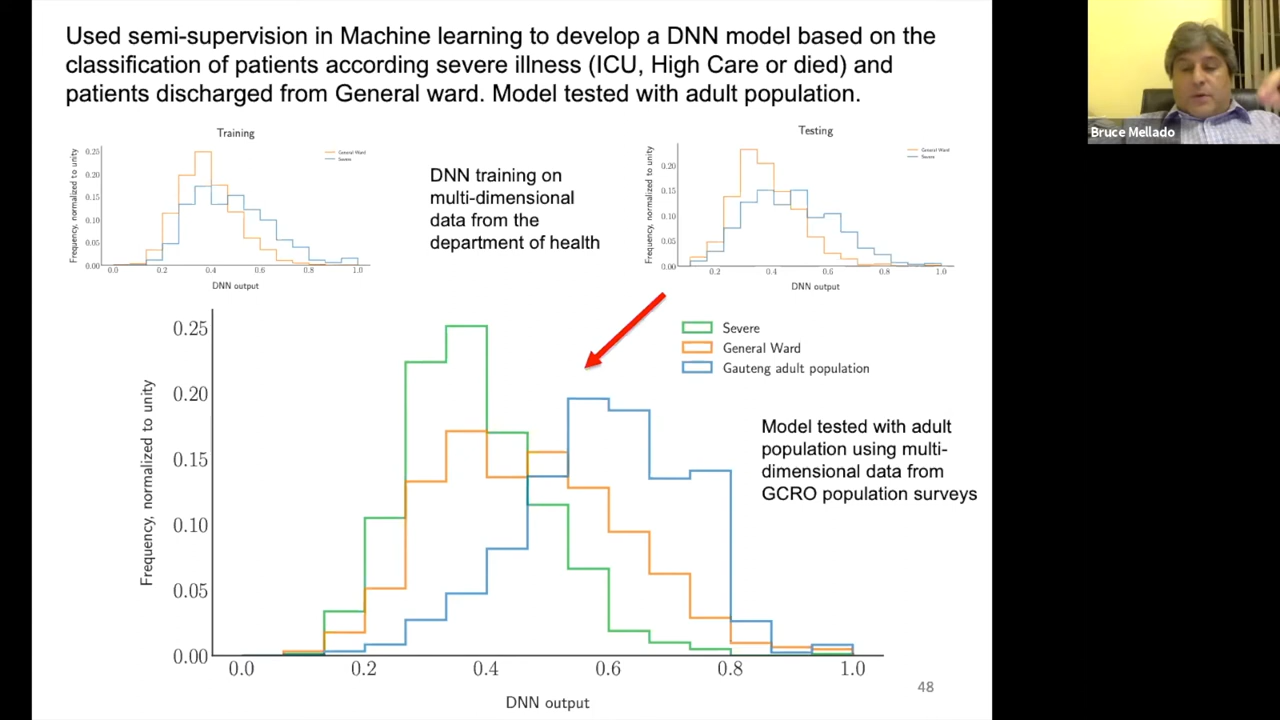 Used semi-supervision in Machine learning to develop a DNN model based on the
classification of patients according severe illness (ICU, High Care or died) and
patients discharged from General ward. Model tested with adult population.
Bruce Mellado
Training
Frequency, normalized to unity
0.25
0.20
0.15
0.10
0.05
0.00
General Ward
Severe
0.0 0.2 0.4 0.6 0.8 1.0
DNN output
DNN training on
multi-dimensional
data from the
department of health
Testing
Frequency, normalized to unity
0.20
0.15
0.10
0.05
0.00
General Ward
Severe
0.2 0.4 0.6 0.8 1.0
DNN output
Frequency, normalized to unity
0.25
0.20
0.15
0.10
0.05
0.00
Severe
General Ward
Gauteng adult population
Model tested with adult
population using multi-
dimensional data from
GCRO population surveys
0.0 0.2 0.4 0.6 0.8 1.0
DNN output
48